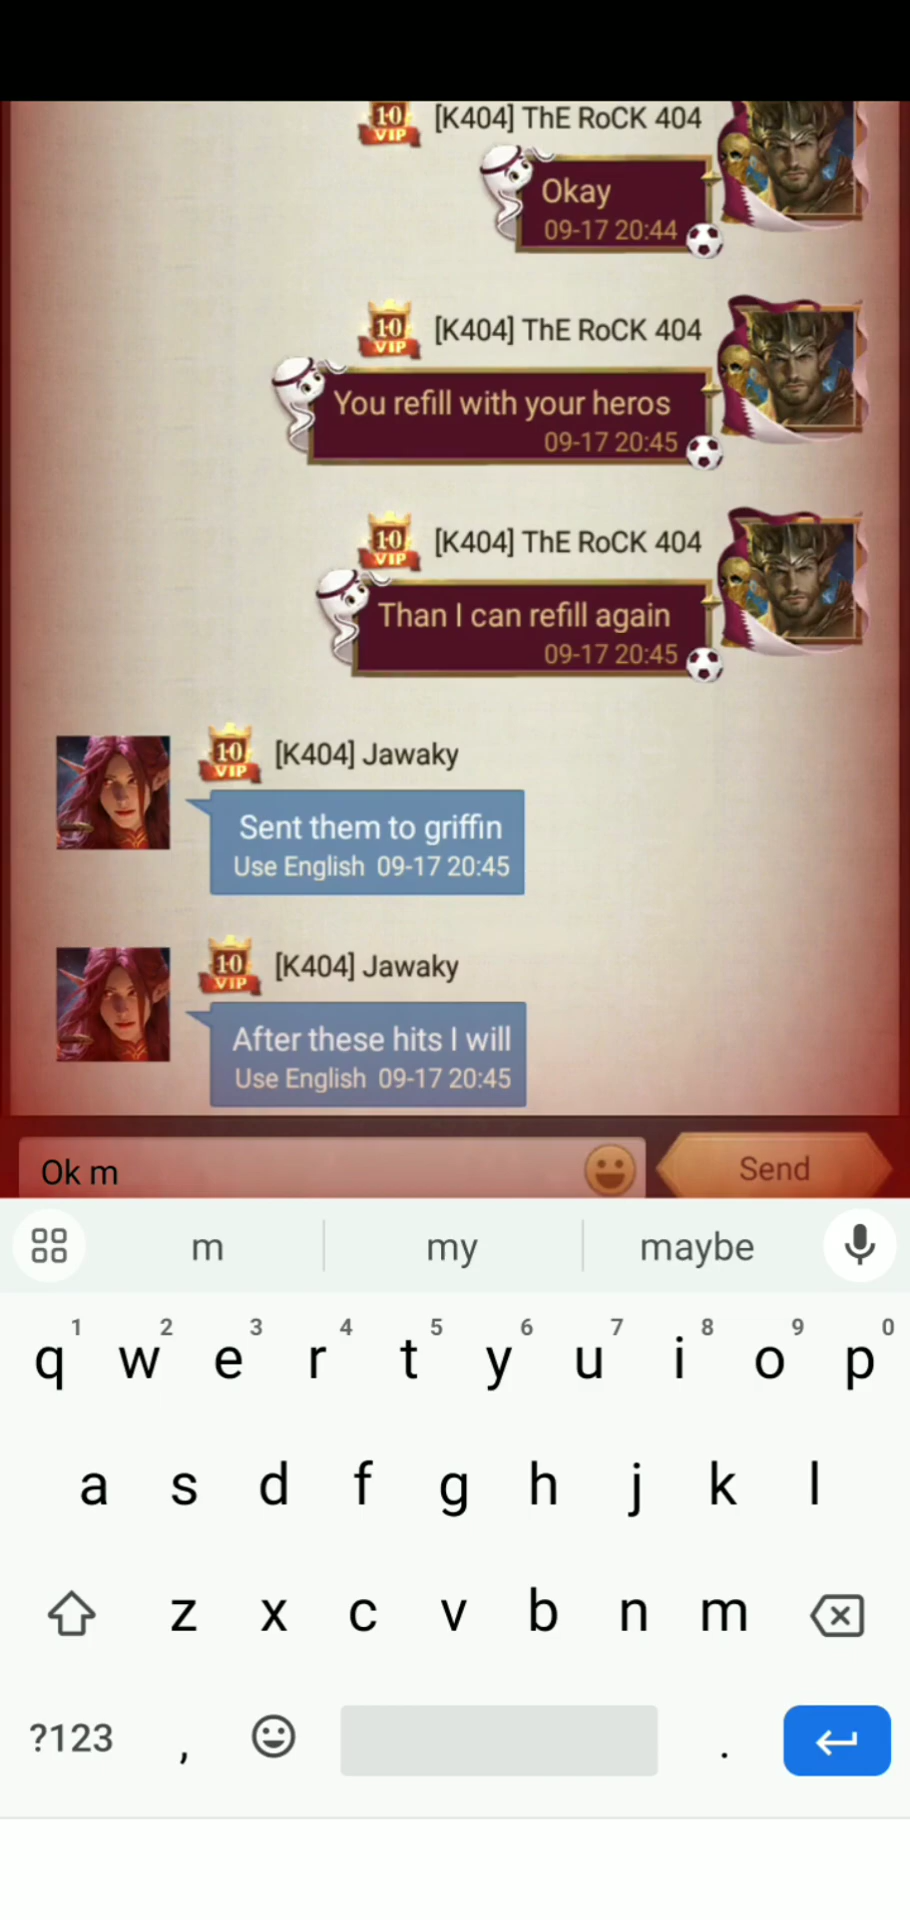 10
VIP
[K404] ThE RoCK 404
Okay
09-17 20:44
10
VIP
[K404] ThE RoCK 404
You refill with your heros
09-17 20:45
10
VIP
[K404] ThE RoCK 404
Than I can refill again
09-17 20:45
10
VIP
[K404] Jawaky
Sent them to griffin
Use English 09-17 20:45
10
VIP
[K404] Jawaky
After these hits I will
Use English 09-17 20:45
Ok m
Send
m my maybe
1 2 3 4 5 6 7 8 9 0
q w e r t y u i o p
a s d f g h j k l
z x c v b n m
?123 , .